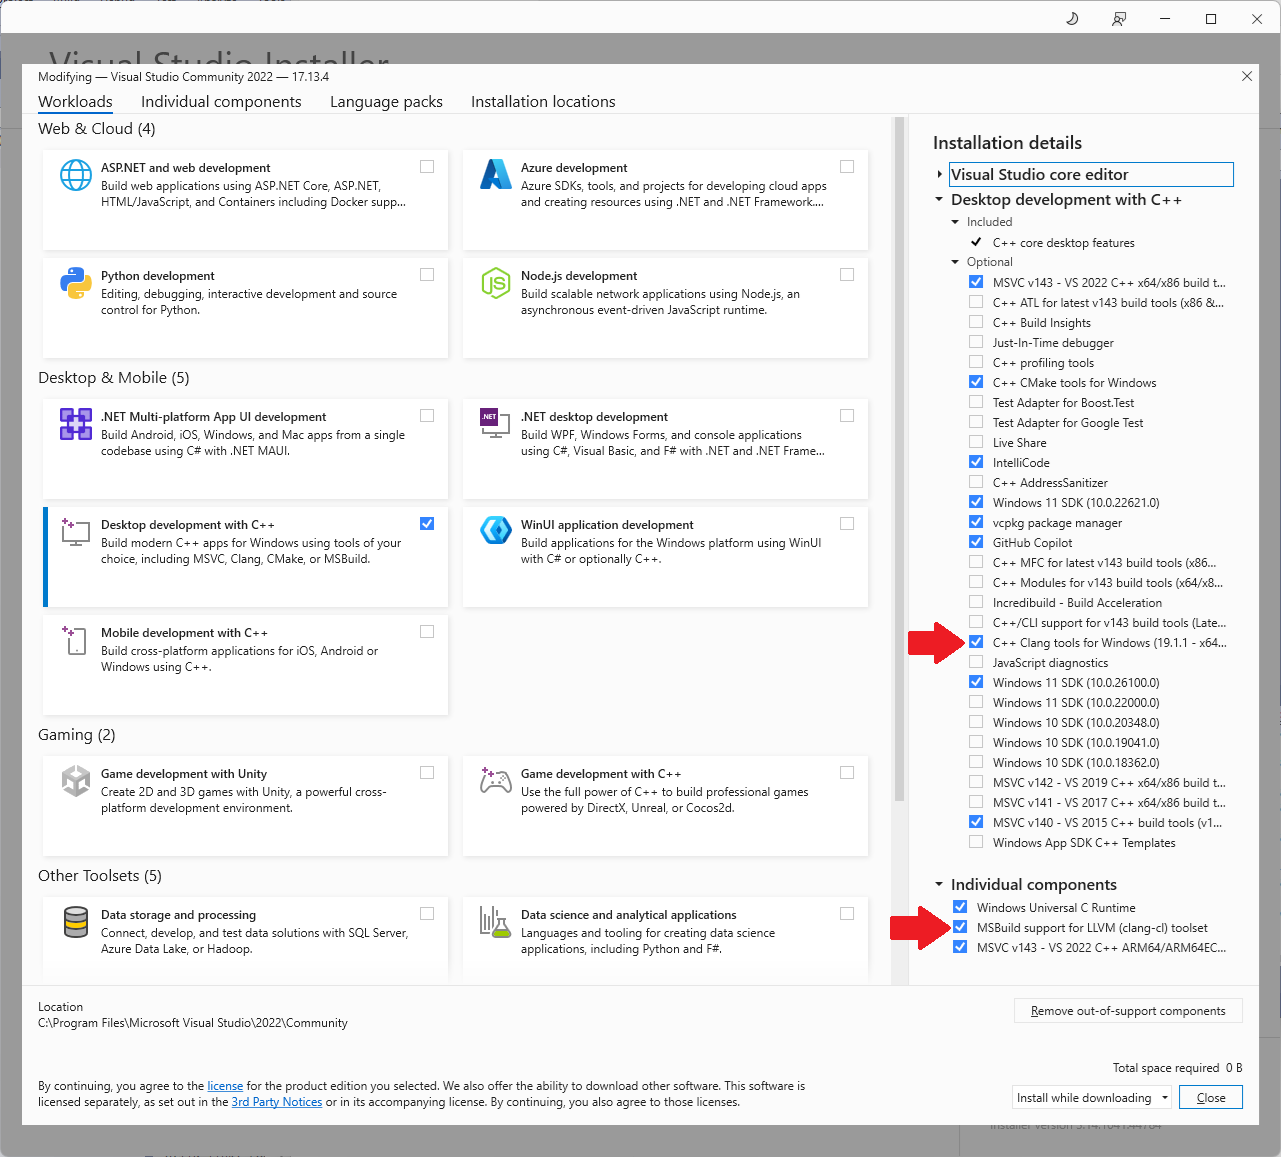 Visual Studio Installer
Modifying — Visual Studio Community 2022 — 17.13.4
Workloads
Individual components
Language packs
Installation locations
Web & Cloud (4)
ASP.NET and web development
Build web applications using ASP.NET Core, ASP.NET,
HTML/JavaScript, and Containers including Docker supp...
Azure development
Azure SDKs, tools, and projects for developing cloud apps
and creating resources using .NET and .NET Framework....
Python development
Editing, debugging, interactive development and source
control for Python.
Node.js development
Build scalable network applications using Node.js, an
asynchronous event-driven JavaScript runtime.
Desktop & Mobile (5)
.NET Multi-platform App UI development
Build Android, iOS, Windows, and Mac apps from a single
codebase using C# with .NET MAUI.
.NET
.NET desktop development
Build WPF, Windows Forms, and console applications
using C#, Visual Basic, and F# with .NET and .NET Frame...
Desktop development with C++
Build modern C++ apps for Windows using tools of your
choice, including MSVC, Clang, CMake, or MSBuild.
WinUI application development
Build applications for the Windows platform using WinUI
with C# or optionally C++.
Mobile development with C++
Build cross-platform applications for iOS, Android or
Windows using C++.
Gaming (2)
Game development with Unity
Create 2D and 3D games with Unity, a powerful cross-
platform development environment.
Game development with C++
Use the full power of C++ to build professional games
powered by DirectX, Unreal, or Cocos2d.
Other Toolsets (5)
Data storage and processing
Connect, develop, and test data solutions with SQL Server,
Azure Data Lake, or Hadoop.
Data science and analytical applications
Languages and tooling for creating data science
applications, including Python and F#.
Installation details
Visual Studio core editor
Desktop development with C++
Included
C++ core desktop features
Optional
MSVC v143 - VS 2022 C++ x64/x86 build t...
C++ ATL for latest v143 build tools (x86 &...
C++ Build Insights
Just-In-Time debugger
C++ profiling tools
C++ CMake tools for Windows
Test Adapter for Boost.Test
Test Adapter for Google Test
Live Share
IntelliCode
C++ AddressSanitizer
Windows 11 SDK (10.0.22621.0)
vcpkg package manager
GitHub Copilot
C++ MFC for latest v143 build tools (x86...
C++ Modules for v143 build tools (x64/x8...
Incredibuild - Build Acceleration
C++/CLI support for v143 build tools (Late...
C++ Clang tools for Windows (19.1.1 - x64...
JavaScript diagnostics
Windows 11 SDK (10.0.26100.0)
Windows 11 SDK (10.0.22000.0)
Windows 10 SDK (10.0.20348.0)
Windows 10 SDK (10.0.19041.0)
Windows 10 SDK (10.0.18362.0)
MSVC v142 - VS 2019 C++ x64/x86 build t...
MSVC v141 - VS 2017 C++ x64/x86 build t...
MSVC v140 - VS 2015 C++ build tools (v1...
Windows App SDK C++ Templates
Individual components
Windows Universal C Runtime
MSBuild support for LLVM (clang-cl) toolset
MSVC v143 - VS 2022 C++ ARM64/ARM64EC...
Location
C:\Program Files\Microsoft Visual Studio\2022\Community
Remove out-of-support components
Total space required 0 B
By continuing, you agree to the license for the product edition you selected. We also offer the ability to download other software. This software is
licensed separately, as set out in the 3rd Party Notices or in its accompanying license. By continuing, you also agree to those licenses.
Install while downloading
Close